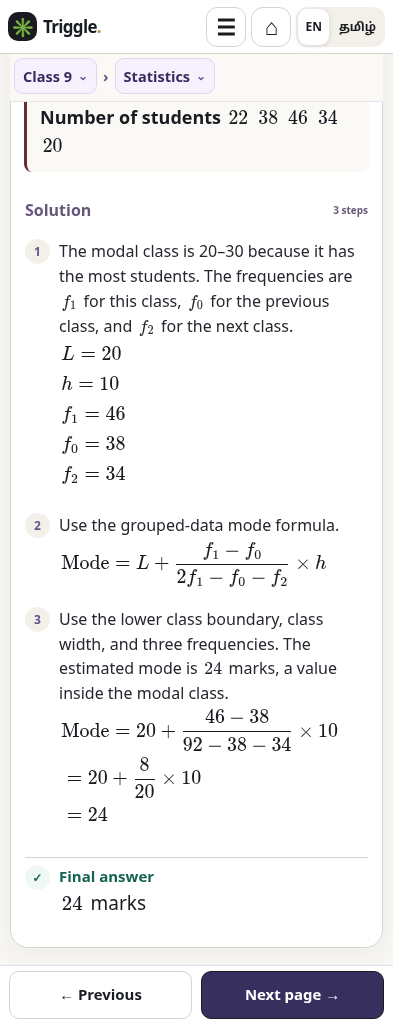 Triggle.
☰
⌂
EN
தமிழ்
Class 9 ⌄ › Statistics ⌄
Number of students 22 38 46 34
20
Solution
3 steps
1
The modal class is 20–30 because it has
the most students. The frequencies are
f₁ for this class, f₀ for the previous
class, and f₂ for the next class.
L = 20
h = 10
f₁ = 46
f₀ = 38
f₂ = 34
2
Use the grouped-data mode formula.
Mode = L + (f₁ − f₀)/(2f₁ − f₀ − f₂) × h
3
Use the lower class boundary, class
width, and three frequencies. The
estimated mode is 24 marks, a value
inside the modal class.
Mode = 20 + (46 − 38)/(92 − 38 − 34) × 10
= 20 + 8/20 × 10
= 24
✓
Final answer
24 marks
← Previous
Next page →